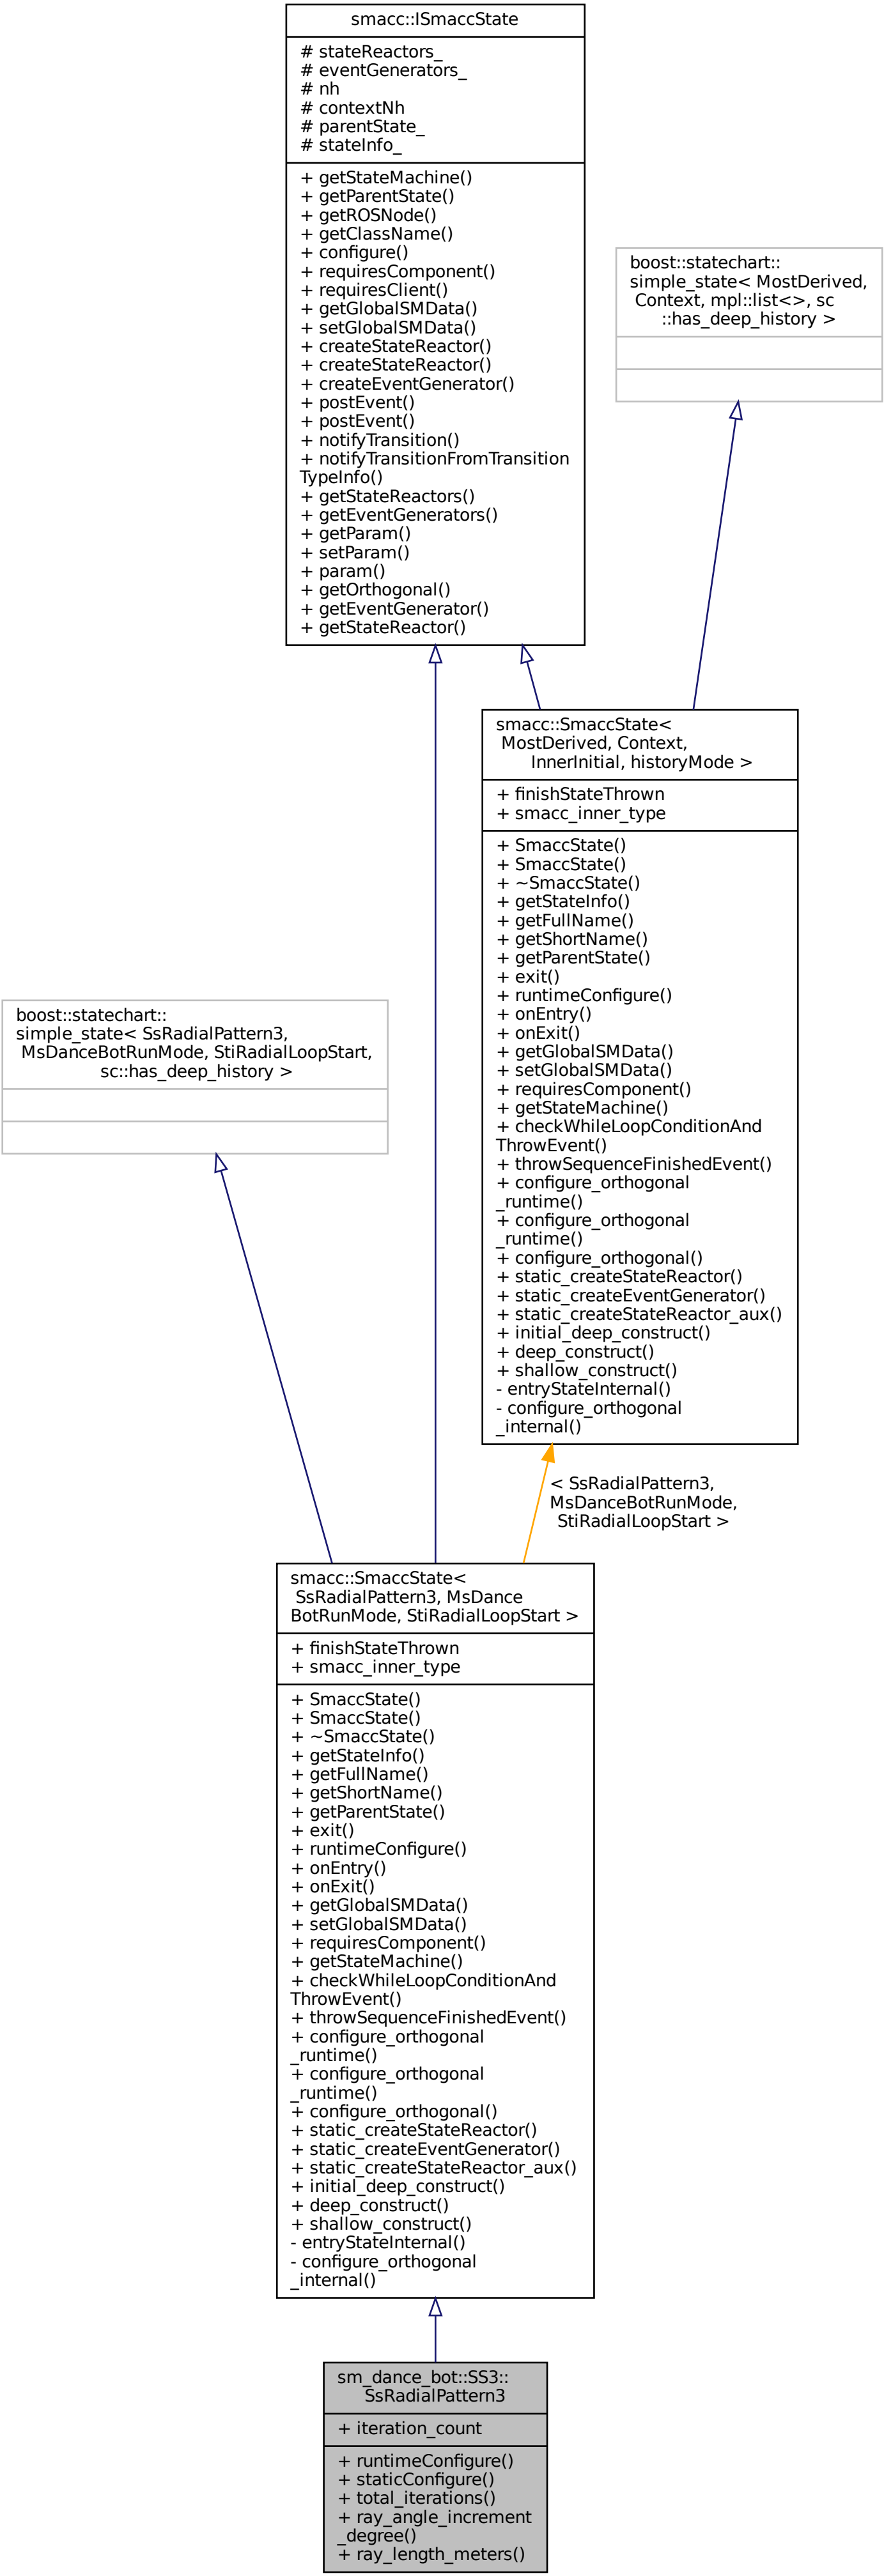 smacc::ISmaccState
# stateReactors_
# eventGenerators_
# nh
# contextNh
# parentState_
# stateInfo_
+ getStateMachine()
+ getParentState()
+ getROSNode()
+ getClassName()
+ configure()
+ requiresComponent()
+ requiresClient()
+ getGlobalSMData()
+ setGlobalSMData()
+ createStateReactor()
+ createStateReactor()
+ createEventGenerator()
+ postEvent()
+ postEvent()
+ notifyTransition()
+ notifyTransitionFromTransition
TypeInfo()
+ getStateReactors()
+ getEventGenerators()
+ getParam()
+ setParam()
+ param()
+ getOrthogonal()
+ getEventGenerator()
+ getStateReactor()
boost::statechart::
simple_state< MostDerived,
Context, mpl::list<>, sc
::has_deep_history >
smacc::SmaccState<
MostDerived, Context,
InnerInitial, historyMode >
+ finishStateThrown
+ smacc_inner_type
+ SmaccState()
+ SmaccState()
+ ~SmaccState()
+ getStateInfo()
+ getFullName()
+ getShortName()
+ getParentState()
+ exit()
+ runtimeConfigure()
+ onEntry()
+ onExit()
+ getGlobalSMData()
+ setGlobalSMData()
+ requiresComponent()
+ getStateMachine()
+ checkWhileLoopConditionAnd
ThrowEvent()
+ throwSequenceFinishedEvent()
+ configure_orthogonal
_runtime()
+ configure_orthogonal
_runtime()
+ configure_orthogonal()
+ static_createStateReactor()
+ static_createEventGenerator()
+ static_createStateReactor_aux()
+ initial_deep_construct()
+ deep_construct()
+ shallow_construct()
- entryStateInternal()
- configure_orthogonal
_internal()
boost::statechart::
simple_state< SsRadialPattern3,
MsDanceBotRunMode, StiRadialLoopStart,
sc::has_deep_history >
< SsRadialPattern3,
MsDanceBotRunMode,
StiRadialLoopStart >
smacc::SmaccState<
SsRadialPattern3, MsDance
BotRunMode, StiRadialLoopStart >
+ finishStateThrown
+ smacc_inner_type
+ SmaccState()
+ SmaccState()
+ ~SmaccState()
+ getStateInfo()
+ getFullName()
+ getShortName()
+ getParentState()
+ exit()
+ runtimeConfigure()
+ onEntry()
+ onExit()
+ getGlobalSMData()
+ setGlobalSMData()
+ requiresComponent()
+ getStateMachine()
+ checkWhileLoopConditionAnd
ThrowEvent()
+ throwSequenceFinishedEvent()
+ configure_orthogonal
_runtime()
+ configure_orthogonal
_runtime()
+ configure_orthogonal()
+ static_createStateReactor()
+ static_createEventGenerator()
+ static_createStateReactor_aux()
+ initial_deep_construct()
+ deep_construct()
+ shallow_construct()
- entryStateInternal()
- configure_orthogonal
_internal()
sm_dance_bot::SS3::
SsRadialPattern3
+ iteration_count
+ runtimeConfigure()
+ staticConfigure()
+ total_iterations()
+ ray_angle_increment
_degree()
+ ray_length_meters()